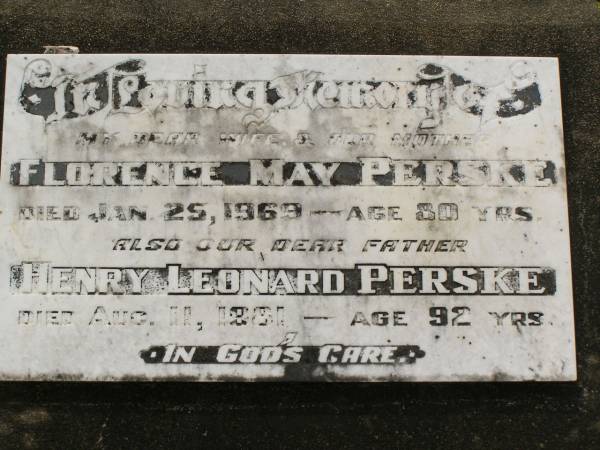 In Loving Memory of
MY DEAR WIFE & OUR MOTHER
FLORENCE MAY PERSKE
DIED JAN. 25, 1969 — AGE 80 YRS.
ALSO OUR DEAR FATHER
HENRY LEONARD PERSKE
DIED AUG. 11, 1981 — AGE 92 YRS.
· IN GOD'S CARE. ·